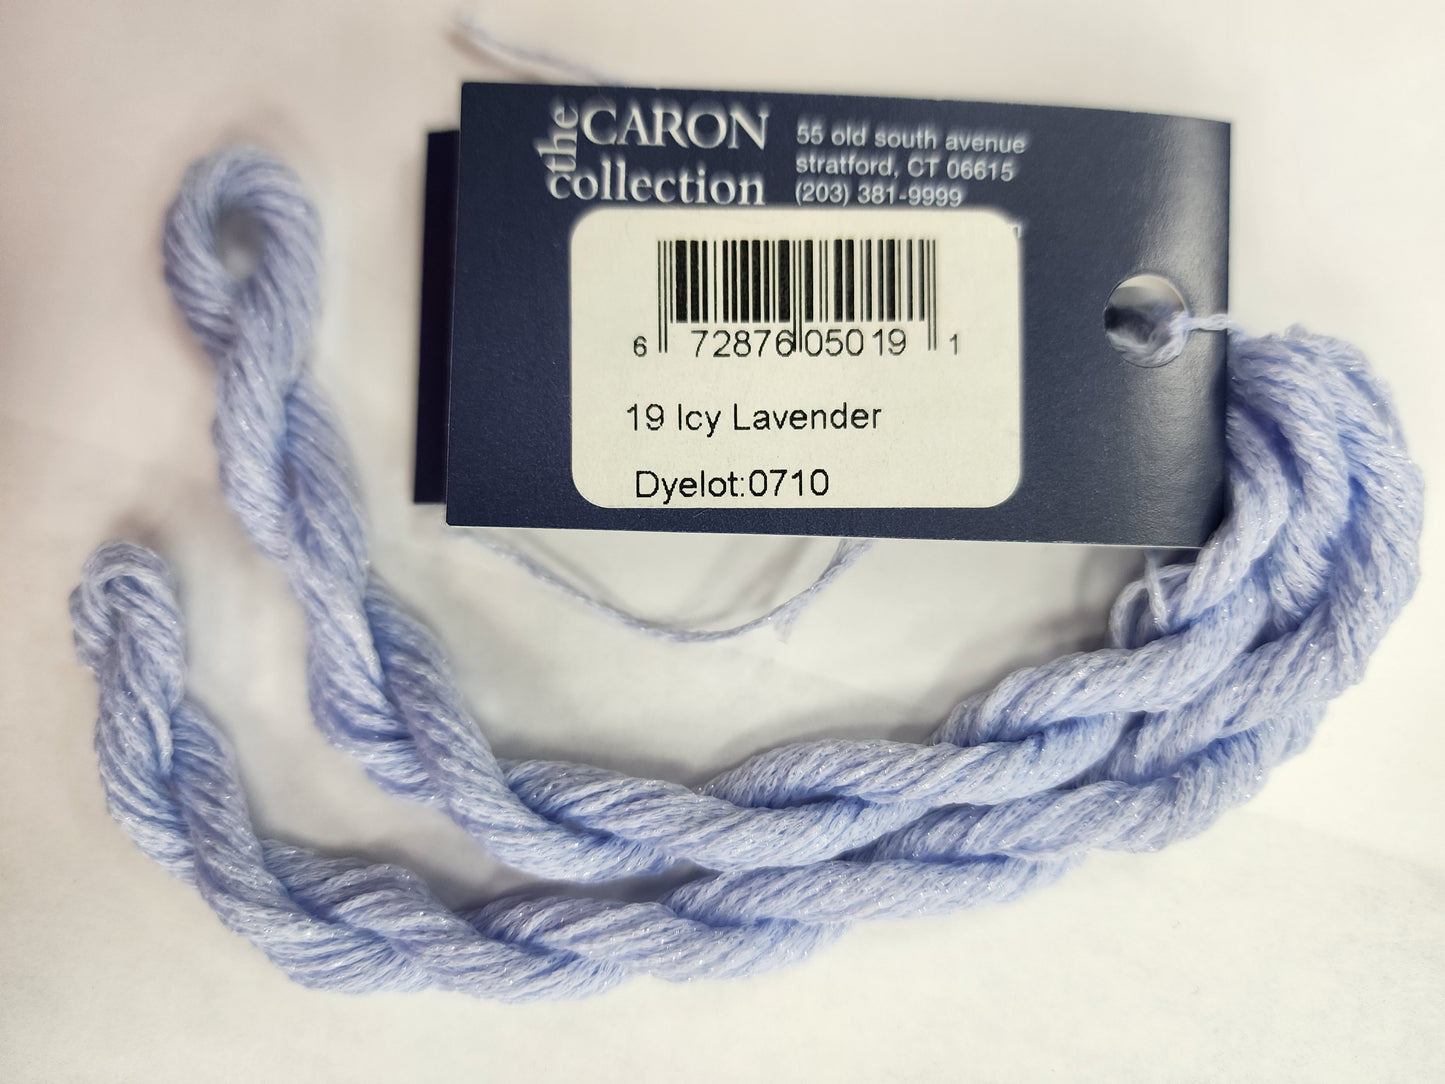 the CARON
collection
55 old south avenue
stratford, CT 06615
(203) 381-9999
6 72876 05019 1
19 Icy Lavender
Dyelot:0710